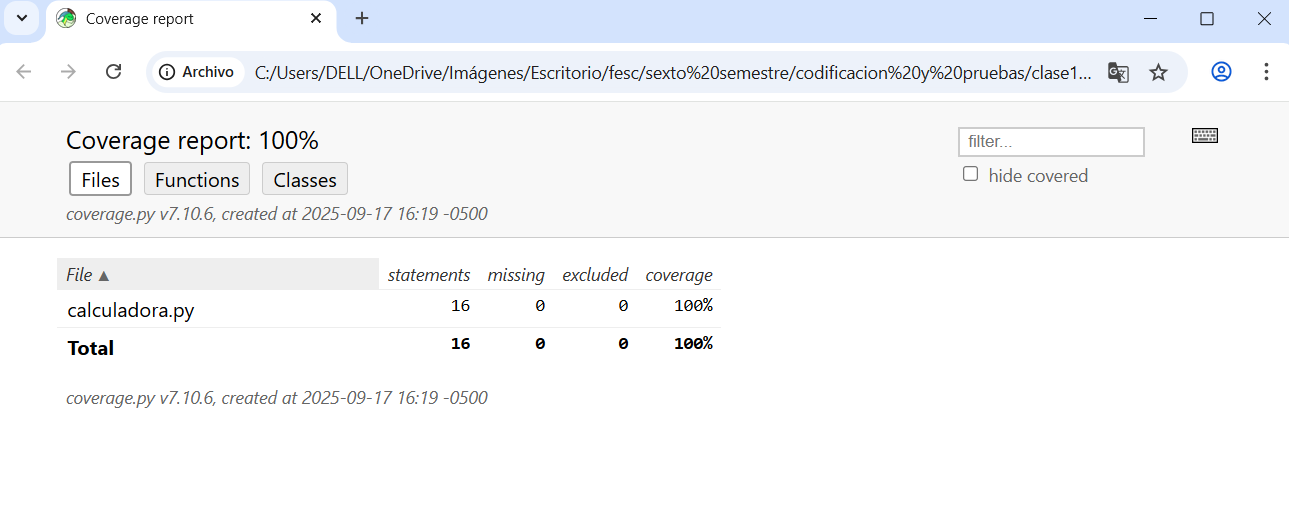 Coverage report
Archivo C:/Users/DELL/OneDrive/Imágenes/Escritorio/fesc/sexto%20semestre/codificacion%20y%20pruebas/clase1...
Coverage report: 100%
filter...
Files Functions Classes
hide covered
coverage.py v7.10.6, created at 2025-09-17 16:19 -0500
File ▲ statements missing excluded coverage
calculadora.py 16 0 0 100%
Total 16 0 0 100%
coverage.py v7.10.6, created at 2025-09-17 16:19 -0500